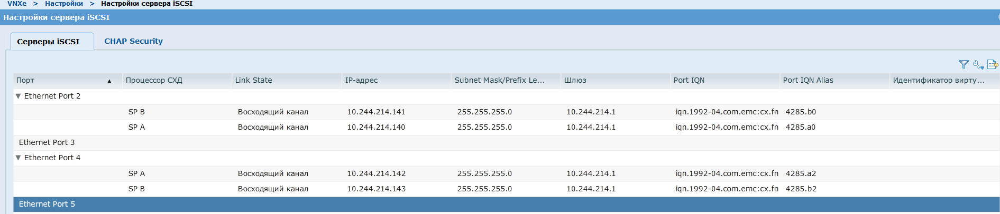 VNXe > Настройки > Настройки сервера iSCSI
Настройки сервера iSCSI
Серверы iSCSI CHAP Security
Порт Процессор СХД Link State IP-адрес Subnet Mask/Prefix Le... Шлюз Port IQN Port IQN Alias Идентификатор вирту...
Ethernet Port 2
SP B Восходящий канал 10.244.214.141 255.255.255.0 10.244.214.1 iqn.1992-04.com.emc:cx.fn 4285.b0
SP A Восходящий канал 10.244.214.140 255.255.255.0 10.244.214.1 iqn.1992-04.com.emc:cx.fn 4285.a0
Ethernet Port 3
Ethernet Port 4
SP A Восходящий канал 10.244.214.142 255.255.255.0 10.244.214.1 iqn.1992-04.com.emc:cx.fn 4285.a2
SP B Восходящий канал 10.244.214.143 255.255.255.0 10.244.214.1 iqn.1992-04.com.emc:cx.fn 4285.b2
Ethernet Port 5